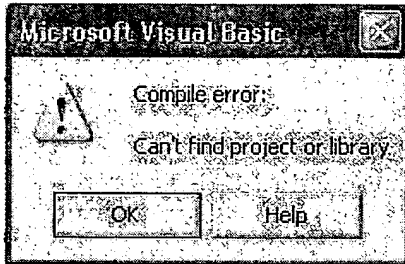 Microsoft Visual Basic
Compile error:
Can't find project or library
OK
Help